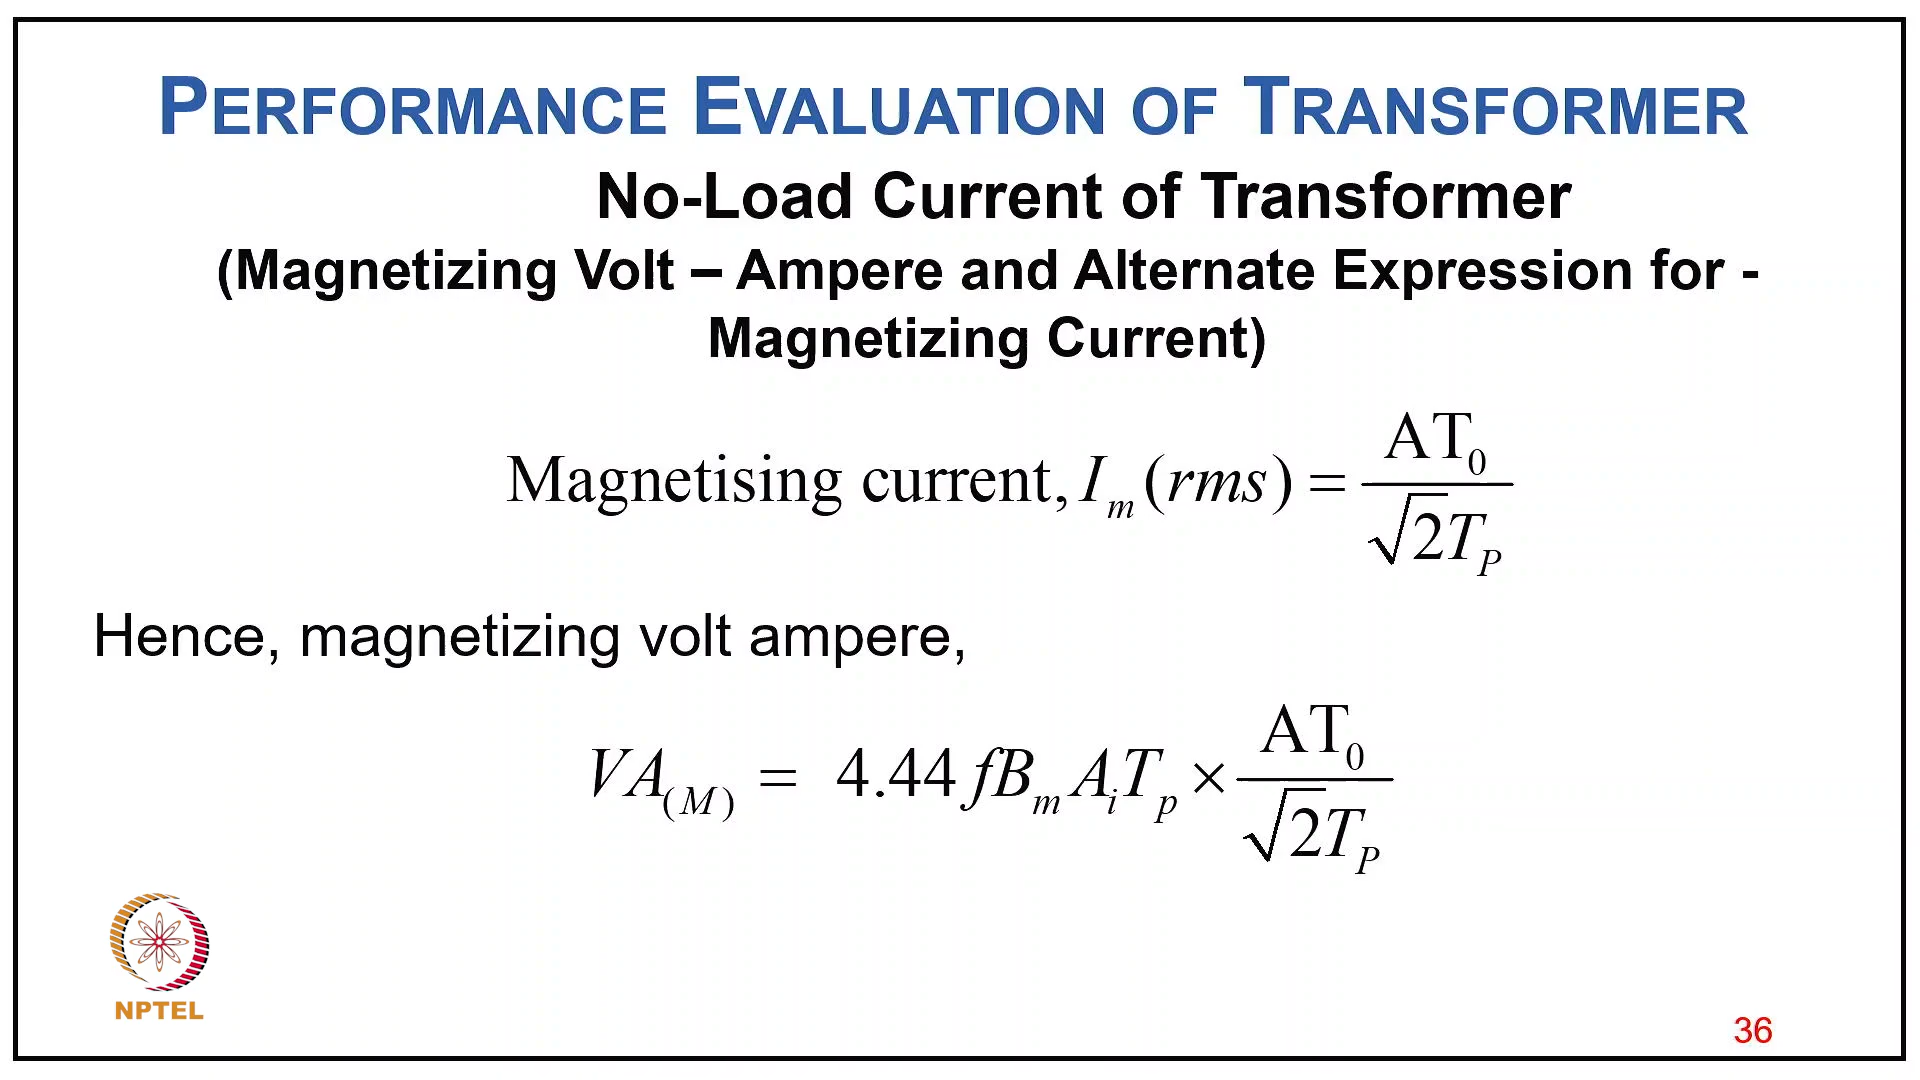 PERFORMANCE EVALUATION OF TRANSFORMER
No-Load Current of Transformer
(Magnetizing Volt – Ampere and Alternate Expression for -
Magnetizing Current)
Magnetising current, I_m (rms) = AT_0 / √2T_P
Hence, magnetizing volt ampere,
VA_(M) = 4.44 fB_m A_i T_p × AT_0 / √2T_P
NPTEL
36